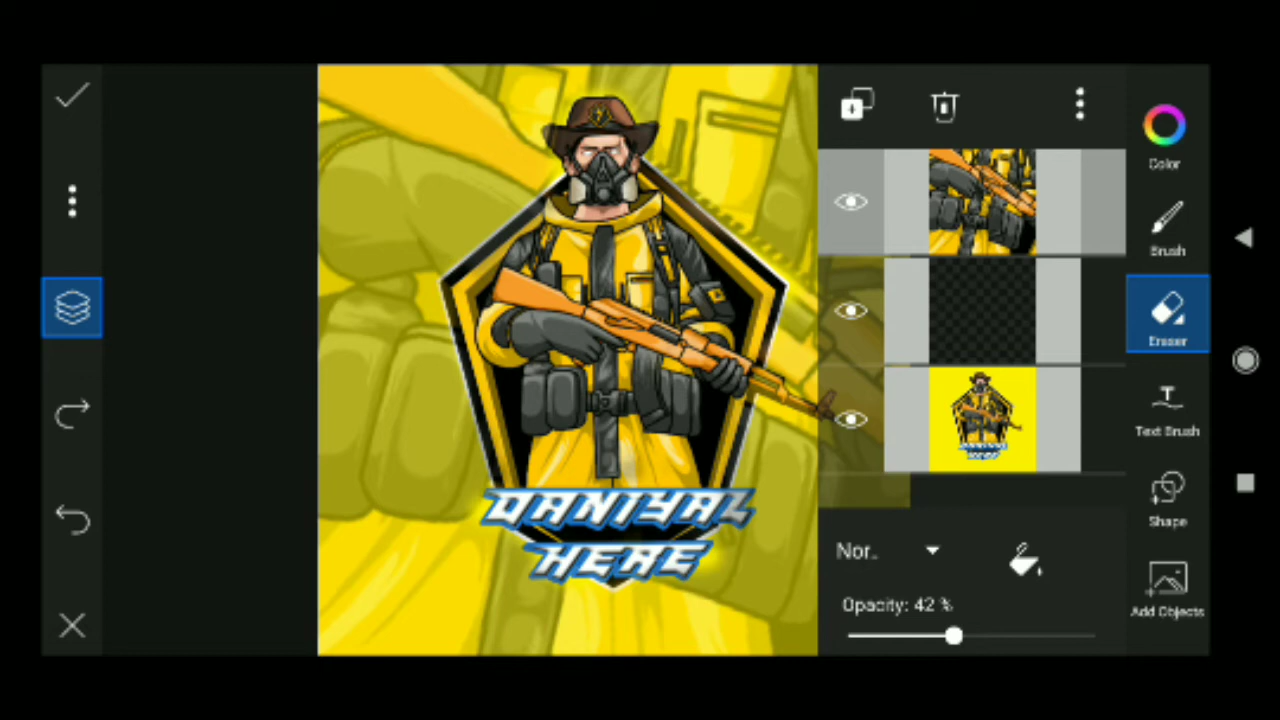 Color
Brush
Eraser
Text Brush
Shape
Add Objects
DANIYAL
HERE
Nor..
Opacity: 42 %